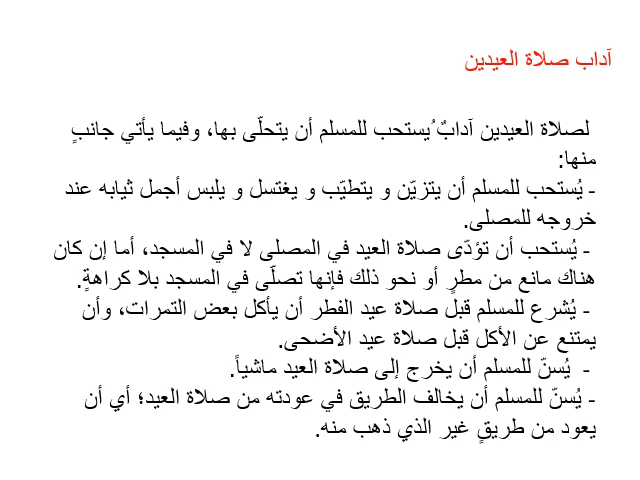 آداب صلاة العيدين
لصلاة العيدين آدابٌ ُيستحب للمسلم أن يتحلّى بها، وفيما يأتي جانبٍ
منها:
- يُستحب للمسلم أن يتزيّن و يتطيّب و يغتسل و يلبس أجمل ثيابه عند
خروجه للمصلى.
- يُستحب أن تؤدّى صلاة العيد في المصلى لا في المسجد، أما إن كان
هناك مانع من مطرٍ أو نحو ذلك فإنها تصلّى في المسجد بلا كراهةٍ.
- يُشرع للمسلم قبل صلاة عيد الفطر أن يأكل بعض التمرات، وأن
يمتنع عن الأكل قبل صلاة عيد الأضحى.
- يُسنّ للمسلم أن يخرج إلى صلاة العيد ماشياً.
- يُسنّ للمسلم أن يخالف الطريق في عودته من صلاة العيد؛ أي أن
يعود من طريقٍ غير الذي ذهب منه.